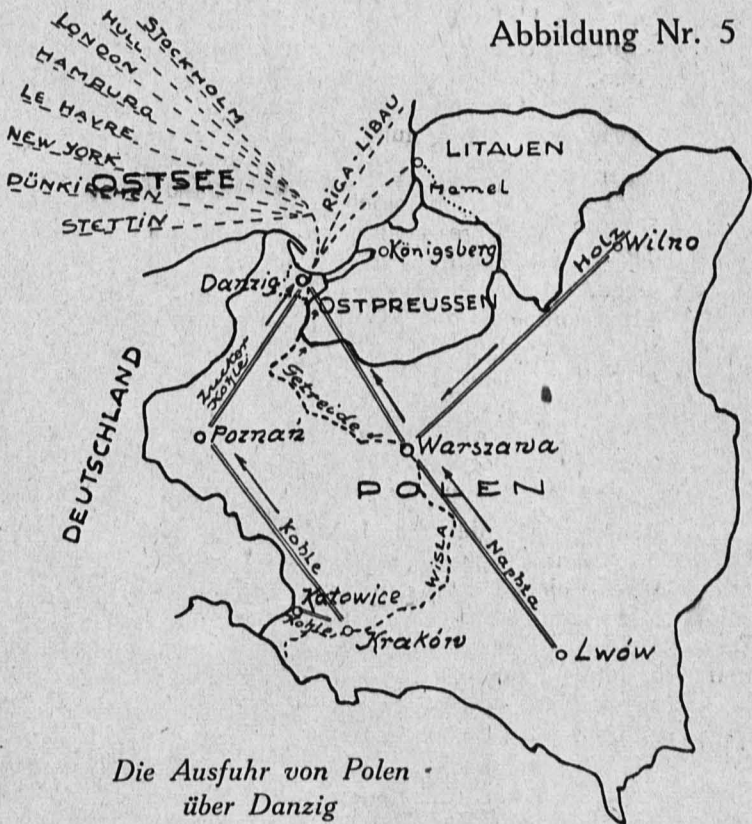 Abbildung Nr. 5
STOCKHOLM
HULL
LONDON
HAMBURG
LE HAVRE
NEW YORK
DÜNKIRCHEN
OSTSEE
STETTIN
RIGA-LIBAU
LITAUEN
Memel
Königsberg
HOLZ
Wilno
Danzig
OSTPREUSSEN
DEUTSCHLAND
Zucker
Kohle
Getreide
Poznań
Warszawa
POLEN
Kohle
WISŁA
Naphta
Katowice
Kohle
Kraków
Lwów
Die Ausfuhr von Polen
über Danzig